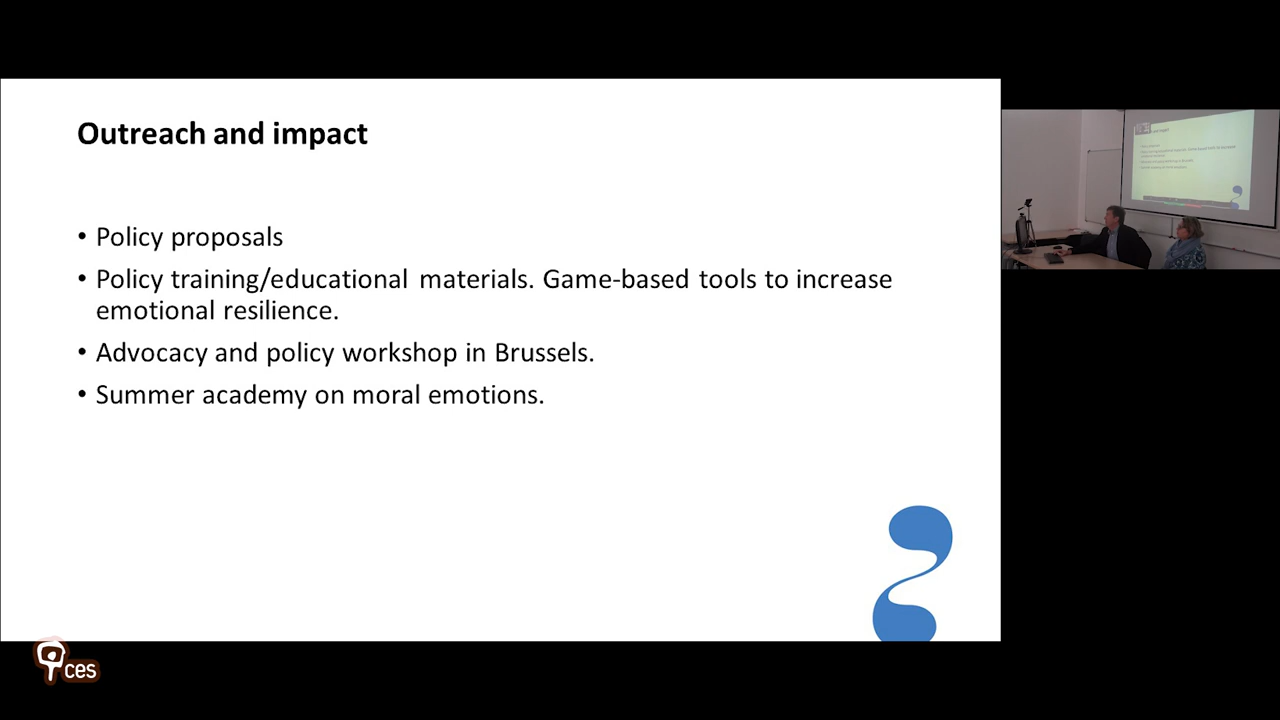 Outreach and impact
• Policy proposals
• Policy training/educational materials. Game-based tools to increase
emotional resilience.
• Advocacy and policy workshop in Brussels.
• Summer academy on moral emotions.
ces